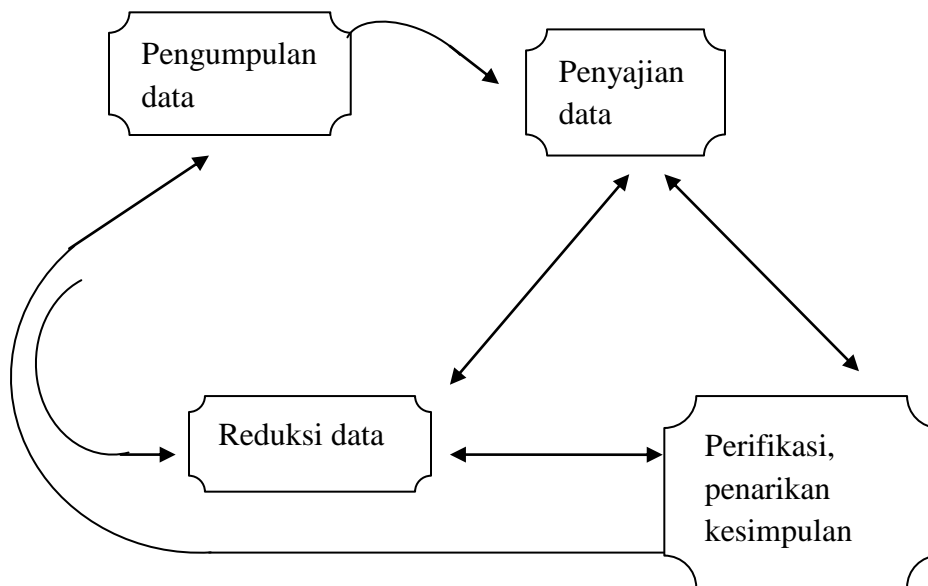 Pengumpulan
data
Penyajian
data
Reduksi data
Perifikasi,
penarikan
kesimpulan